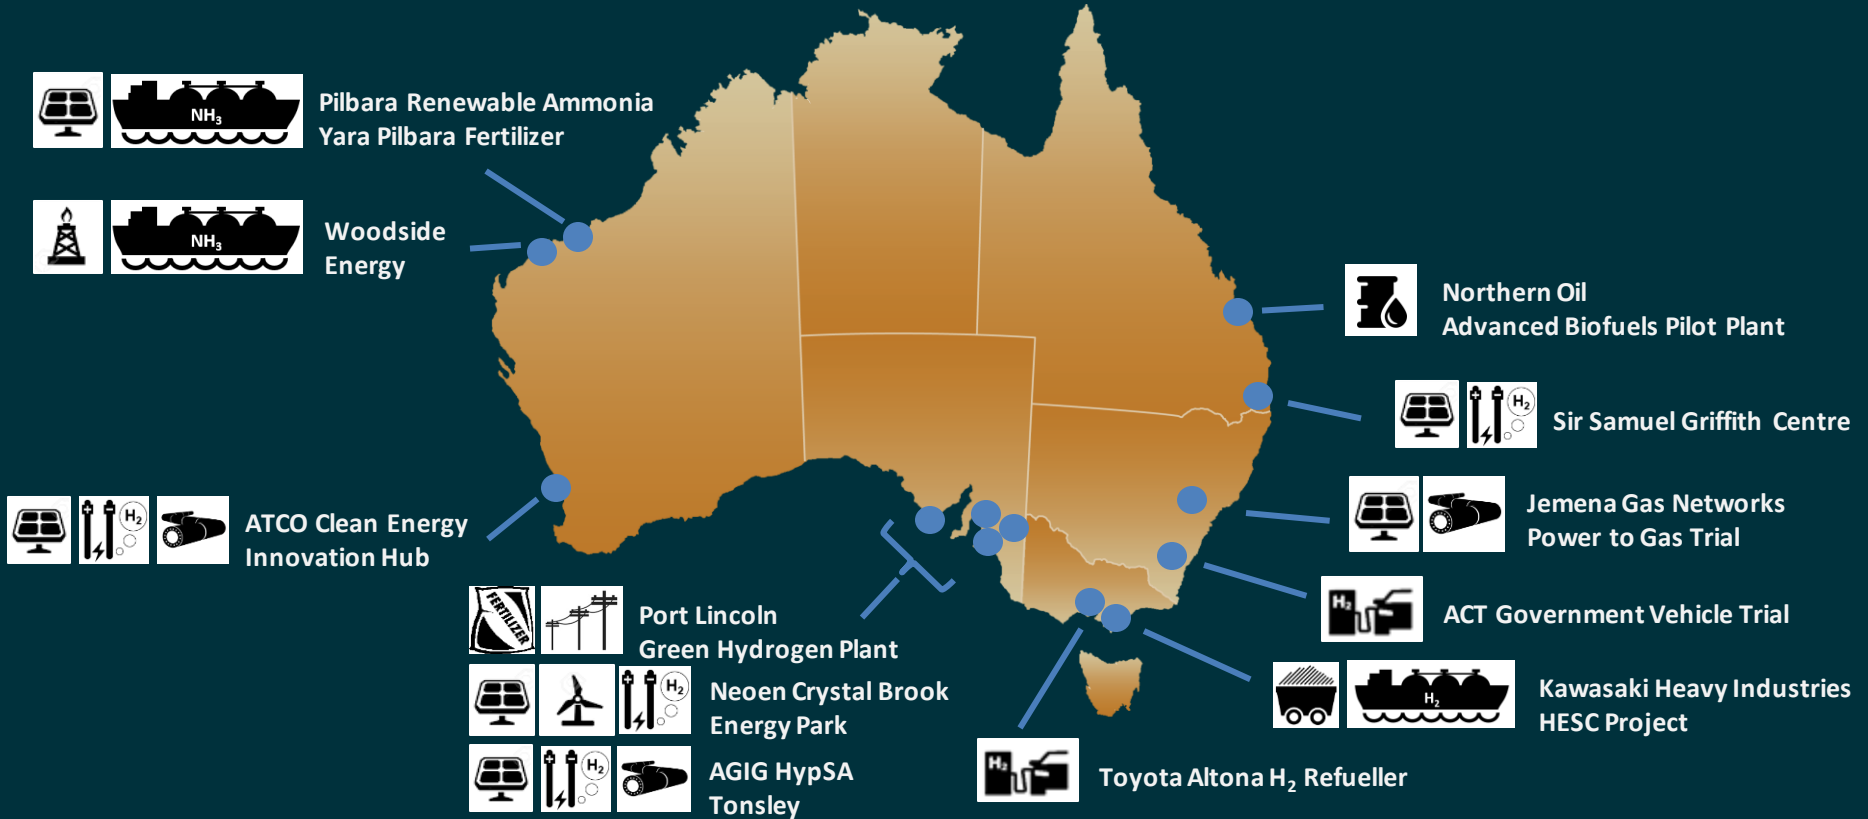 NH₃
Pilbara Renewable Ammonia
Yara Pilbara Fertilizer
NH₃
Woodside
Energy
Northern Oil
Advanced Biofuels Pilot Plant
H₂
Sir Samuel Griffith Centre
Jemena Gas Networks
Power to Gas Trial
H₂
ATCO Clean Energy
Innovation Hub
H₂
ACT Government Vehicle Trial
FERTILIZER
Port Lincoln
Green Hydrogen Plant
H₂
Neoen Crystal Brook
Energy Park
H₂
Kawasaki Heavy Industries
HESC Project
H₂
AGIG HypSA
Tonsley
H₂
Toyota Altona H₂ Refueller